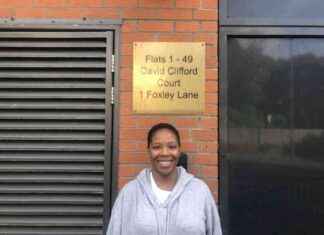 Flats 1 - 49
David Clifford
Court
1 Foxley Lane